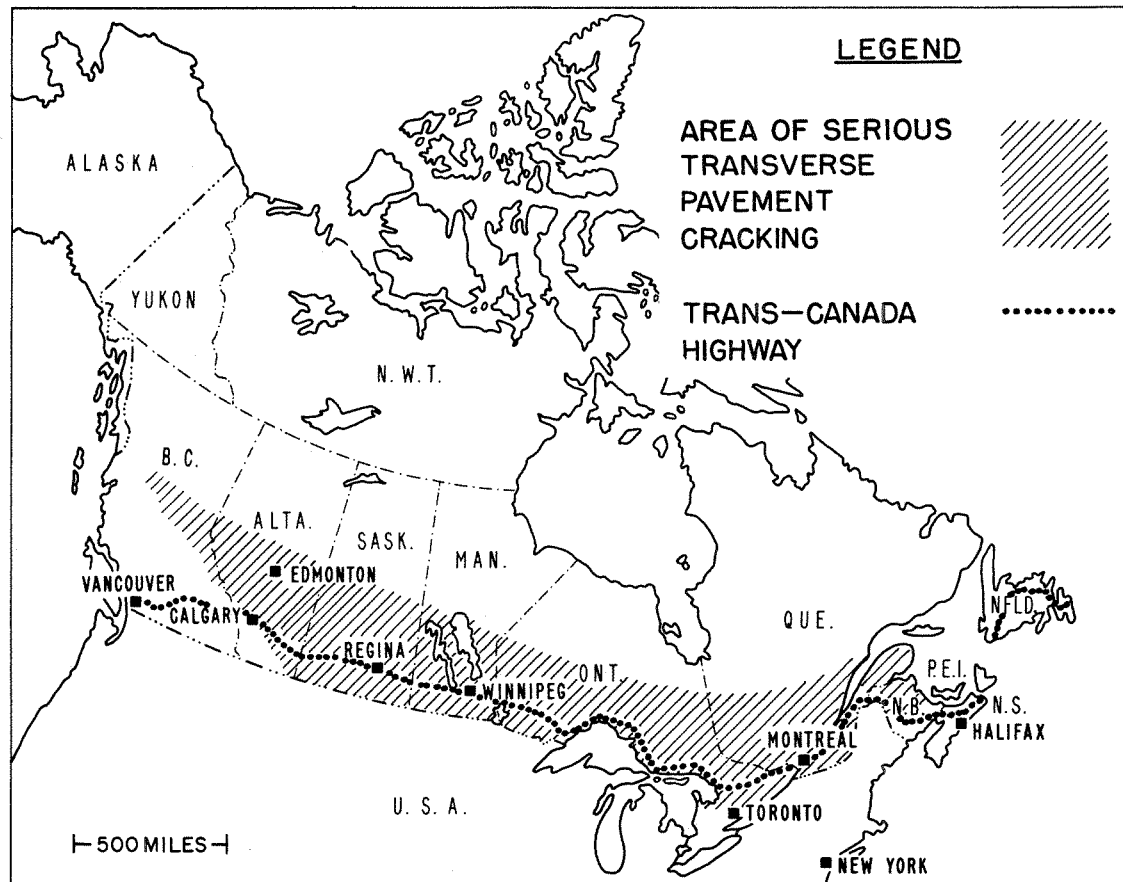 LEGEND
AREA OF SERIOUS
TRANSVERSE
PAVEMENT
CRACKING
TRANS-CANADA
HIGHWAY
ALASKA
YUKON
N.W.T.
B.C.
ALTA.
SASK.
MAN.
EDMONTON
VANCOUVER
CALGARY
REGINA
WINNIPEG
ONT.
QUE.
NFLD.
P.E.I.
N.B.
N.S.
HALIFAX
MONTREAL
TORONTO
U.S.A.
500 MILES
NEW YORK